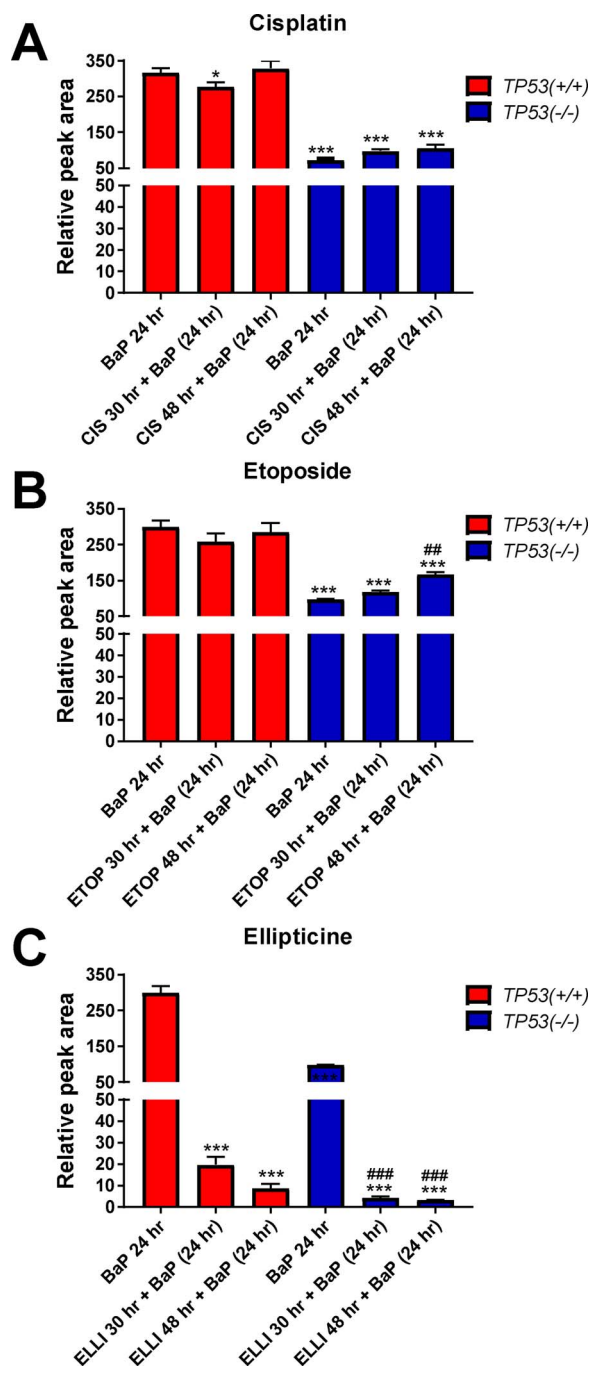 A
Cisplatin
Relative peak area
350
250
150
50
50
40
30
20
10
0
*
***
***
***
TP53(+/+)
TP53(-/-)
BaP 24 hr
CIS 30 hr + BaP (24 hr)
CIS 48 hr + BaP (24 hr)
BaP 24 hr
CIS 30 hr + BaP (24 hr)
CIS 48 hr + BaP (24 hr)
B
Etoposide
Relative peak area
350
250
150
50
50
40
30
20
10
0
***
***
##
***
TP53(+/+)
TP53(-/-)
BaP 24 hr
ETOP 30 hr + BaP (24 hr)
ETOP 48 hr + BaP (24 hr)
BaP 24 hr
ETOP 30 hr + BaP (24 hr)
ETOP 48 hr + BaP (24 hr)
C
Ellipticine
Relative peak area
350
250
150
50
50
40
30
20
10
0
***
***
***
###
***
###
***
TP53(+/+)
TP53(-/-)
BaP 24 hr
ELLI 30 hr + BaP (24 hr)
ELLI 48 hr + BaP (24 hr)
BaP 24 hr
ELLI 30 hr + BaP (24 hr)
ELLI 48 hr + BaP (24 hr)